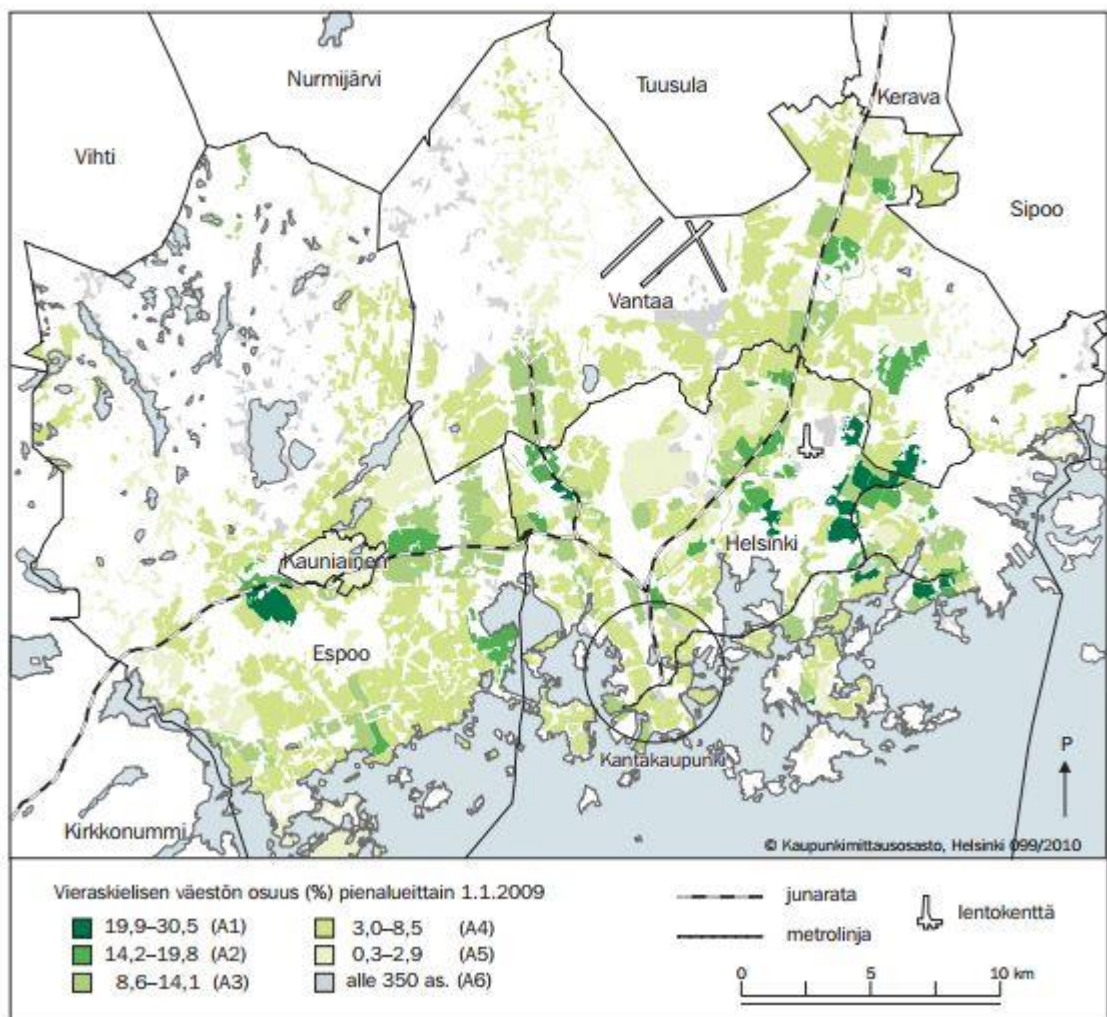 Nurmijärvi
Tuusula
Kerava
Vihti
Sipoo
Vantaa
Kauniainen
Helsinki
Espoo
Kantakaupunki
P
Kirkkonummi
© Kaupunkimittausosasto, Helsinki 099/2010
Vieraskielisen väestön osuus (%) pienalueittain 1.1.2009
19,9–30,5 (A1)
14,2–19,8 (A2)
8,6–14,1 (A3)
3,0–8,5 (A4)
0,3–2,9 (A5)
alle 350 as. (A6)
junarata
metrolinja
lentokenttä
0 5 10 km